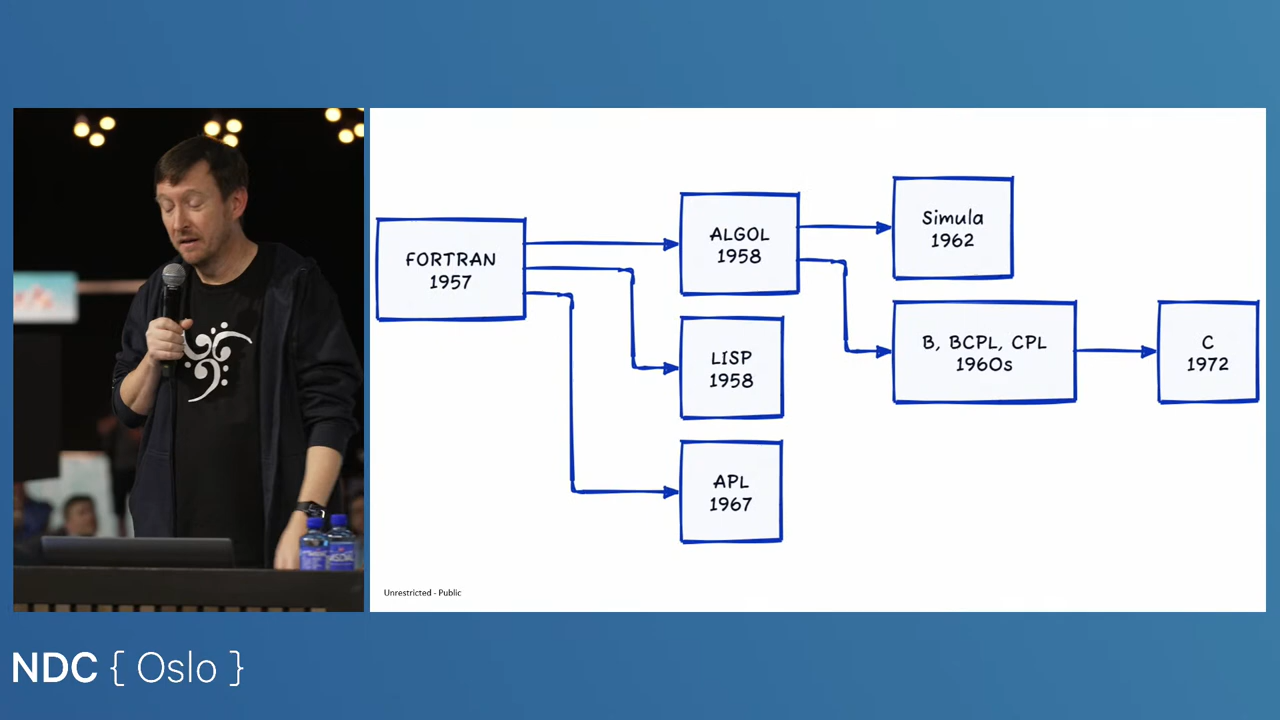 FORTRAN
1957
ALGOL
1958
LISP
1958
APL
1967
Simula
1962
B, BCPL, CPL
1960s
C
1972
Unrestricted - Public
NDC { Oslo }